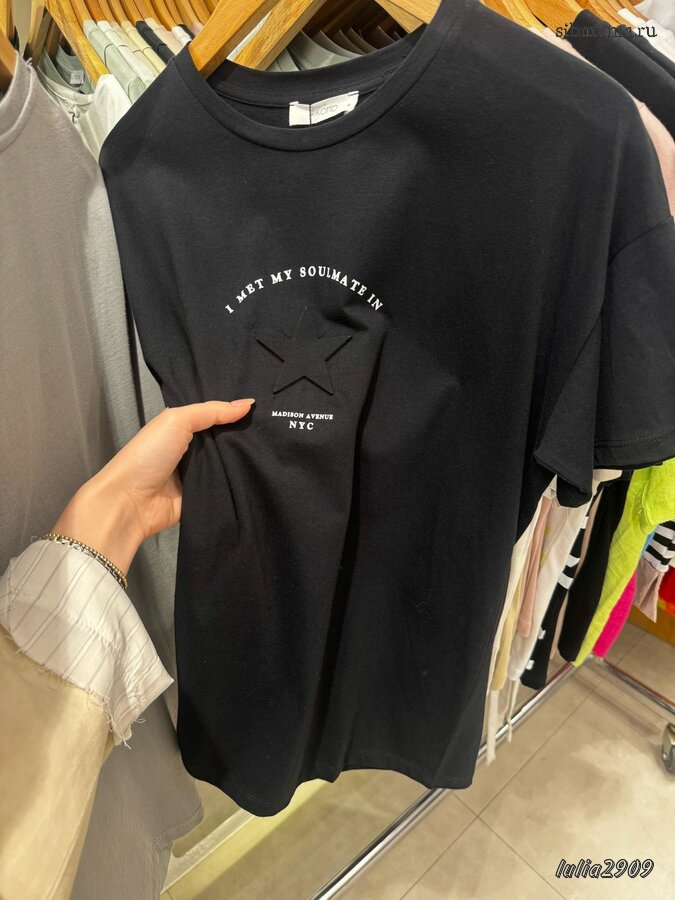 I MET MY SOULMATE IN
MADISON AVENUE
NYC
lulia2909